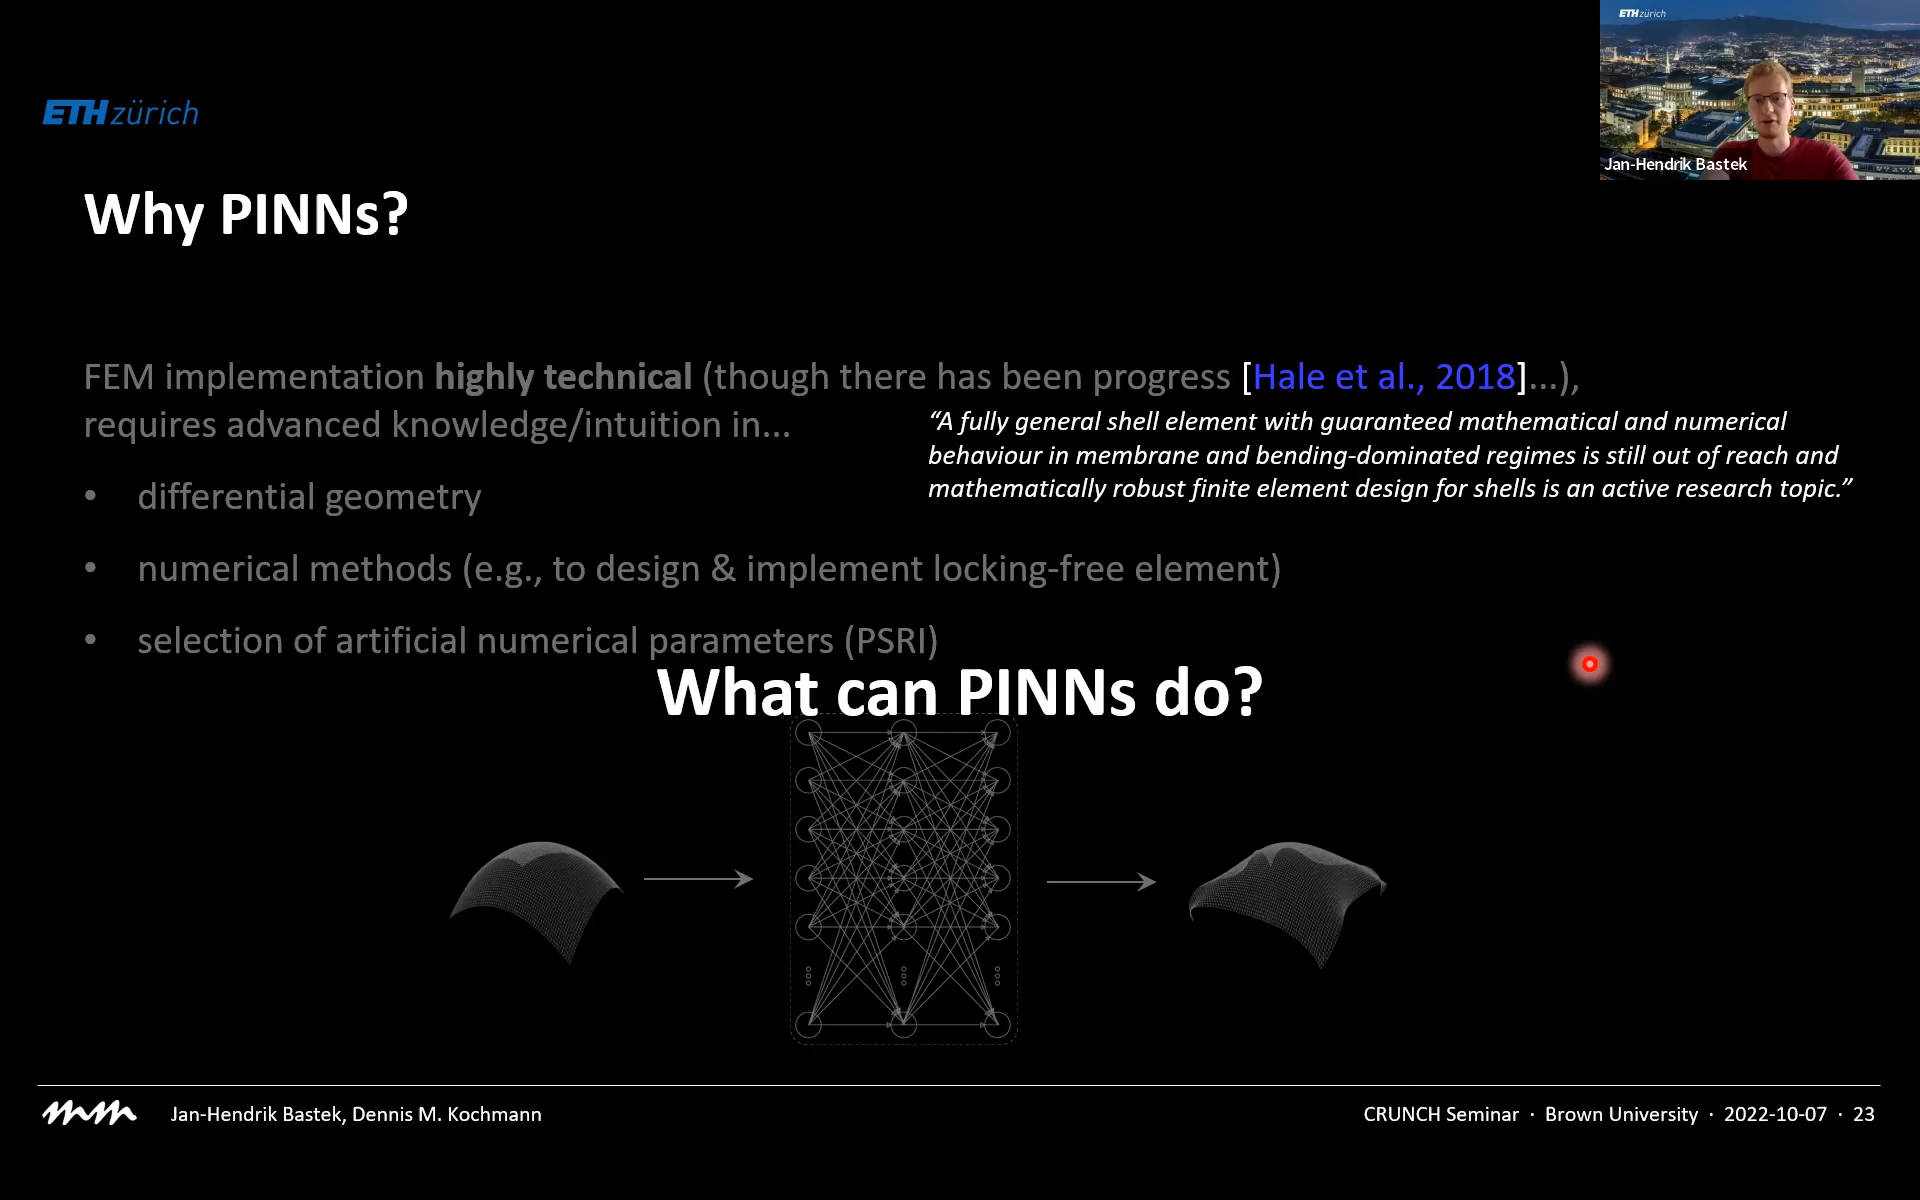 ETH zürich
Jan-Hendrik Bastek
ETH zürich
Why PINNs?
FEM implementation highly technical (though there has been progress [Hale et al., 2018]...),
requires advanced knowledge/intuition in...
“A fully general shell element with guaranteed mathematical and numerical
behaviour in membrane and bending-dominated regimes is still out of reach and
mathematically robust finite element design for shells is an active research topic.”
• differential geometry
• numerical methods (e.g., to design & implement locking-free element)
• selection of artificial numerical parameters (PSRI)
What can PINNs do?
Jan-Hendrik Bastek, Dennis M. Kochmann
CRUNCH Seminar · Brown University · 2022-10-07 · 23